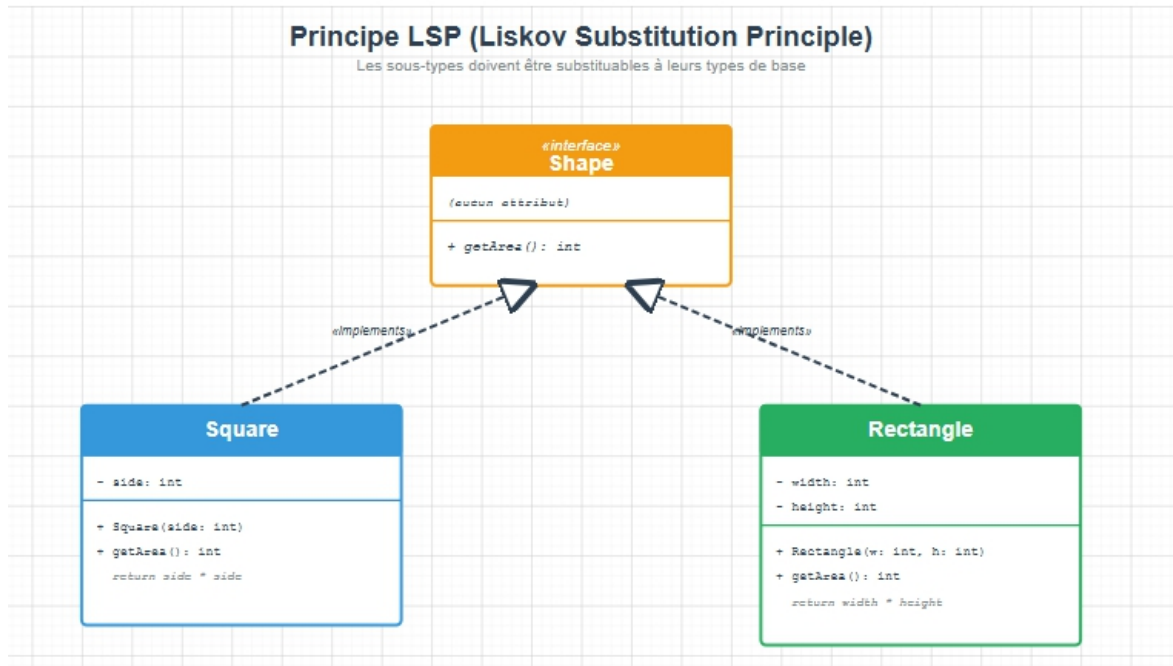 Principe LSP (Liskov Substitution Principle)
Les sous-types doivent être substituables à leurs types de base
«interface»
Shape
(aucun attribut)
+ getArea(): int
«implements»
«implements»
Square
- side: int
+ Square(side: int)
+ getArea(): int
return side * side
Rectangle
- width: int
- height: int
+ Rectangle(w: int, h: int)
+ getArea(): int
return width * height